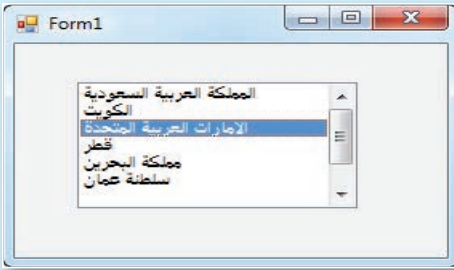 Form1
المملكة العربية السعودية
الكويت
الامارات العربية المتحدة
قطر
مملكة البحرين
سلطنة عمان